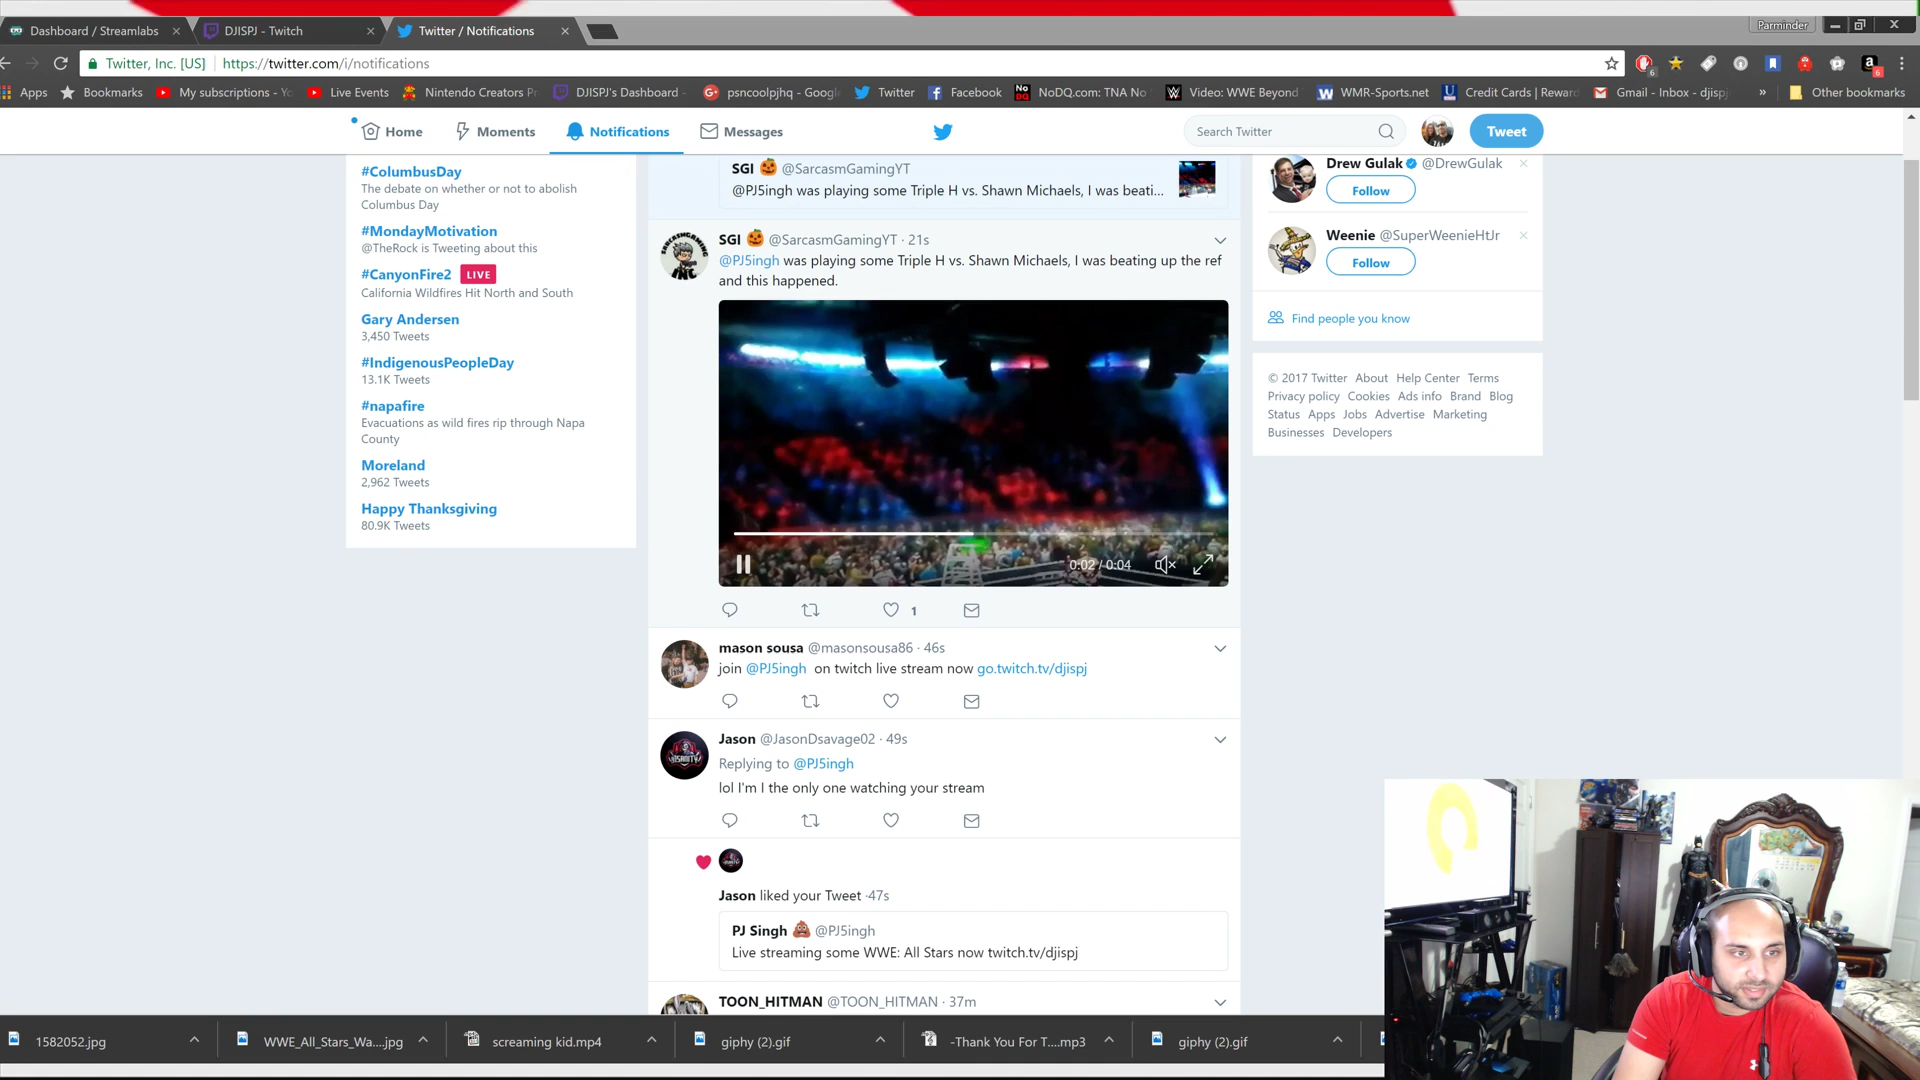 Dashboard / Streamlabs
DJISPJ - Twitch
Twitter / Notifications
Parminder
Twitter, Inc. [US]
https://twitter.com/i/notifications
6
6
Apps
Bookmarks
My subscriptions - Yo
Live Events
Nintendo Creators Pr
DJISPJ's Dashboard -
psncoolpjhq - Google
Twitter
Facebook
NoDQ.com: TNA No
Video: WWE Beyond
WMR-Sports.net
Credit Cards | Reward
Gmail - Inbox - djispj
»
Other bookmarks
Home
Moments
Notifications
Messages
Search Twitter
Tweet
#ColumbusDay
The debate on whether or not to abolish
Columbus Day
#MondayMotivation
@TheRock is Tweeting about this
#CanyonFire2 LIVE
California Wildfires Hit North and South
Gary Andersen
3,450 Tweets
#IndigenousPeopleDay
13.1K Tweets
#napafire
Evacuations as wild fires rip through Napa
County
Moreland
2,962 Tweets
Happy Thanksgiving
80.9K Tweets
SGI 🎃 @SarcasmGamingYT
@PJ5ingh was playing some Triple H vs. Shawn Michaels, I was beati...
SGI 🎃 @SarcasmGamingYT · 21s
@PJ5ingh was playing some Triple H vs. Shawn Michaels, I was beating up the ref
and this happened.
0:02 / 0:04
1
mason sousa @masonsousa86 · 46s
join @PJ5ingh on twitch live stream now go.twitch.tv/djispj
Jason @JasonDsavage02 · 49s
Replying to @PJ5ingh
lol I'm I the only one watching your stream
Jason liked your Tweet ·47s
PJ Singh 💩 @PJ5ingh
Live streaming some WWE: All Stars now twitch.tv/djispj
TOON_HITMAN @TOON_HITMAN · 37m
Drew Gulak @DrewGulak
Follow
Weenie @SuperWeenieHtJr
Follow
Find people you know
© 2017 Twitter About Help Center Terms
Privacy policy Cookies Ads info Brand Blog
Status Apps Jobs Advertise Marketing
Businesses Developers
1582052.jpg
WWE_All_Stars_Wa....jpg
screaming kid.mp4
giphy (2).gif
-Thank You For T....mp3
giphy (2).gif